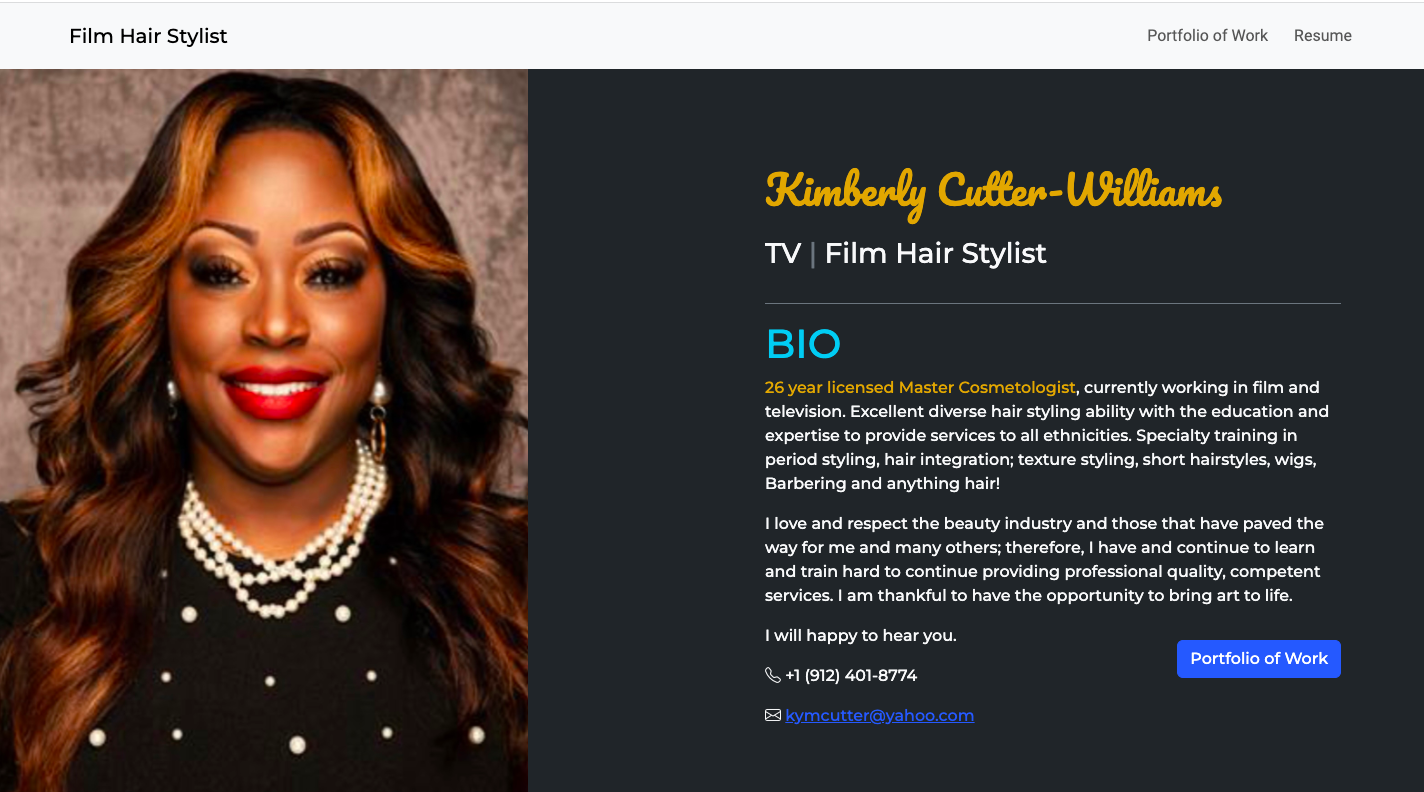 Film Hair Stylist
Portfolio of Work
Resume
Kimberly Cutter-Williams
TV | Film Hair Stylist
BIO
26 year licensed Master Cosmetologist, currently working in film and
television. Excellent diverse hair styling ability with the education and
expertise to provide services to all ethnicities. Specialty training in
period styling, hair integration; texture styling, short hairstyles, wigs,
Barbering and anything hair!
I love and respect the beauty industry and those that have paved the
way for me and many others; therefore, I have and continue to learn
and train hard to continue providing professional quality, competent
services. I am thankful to have the opportunity to bring art to life.
I will happy to hear you.
Portfolio of Work
+1 (912) 401-8774
kymcutter@yahoo.com